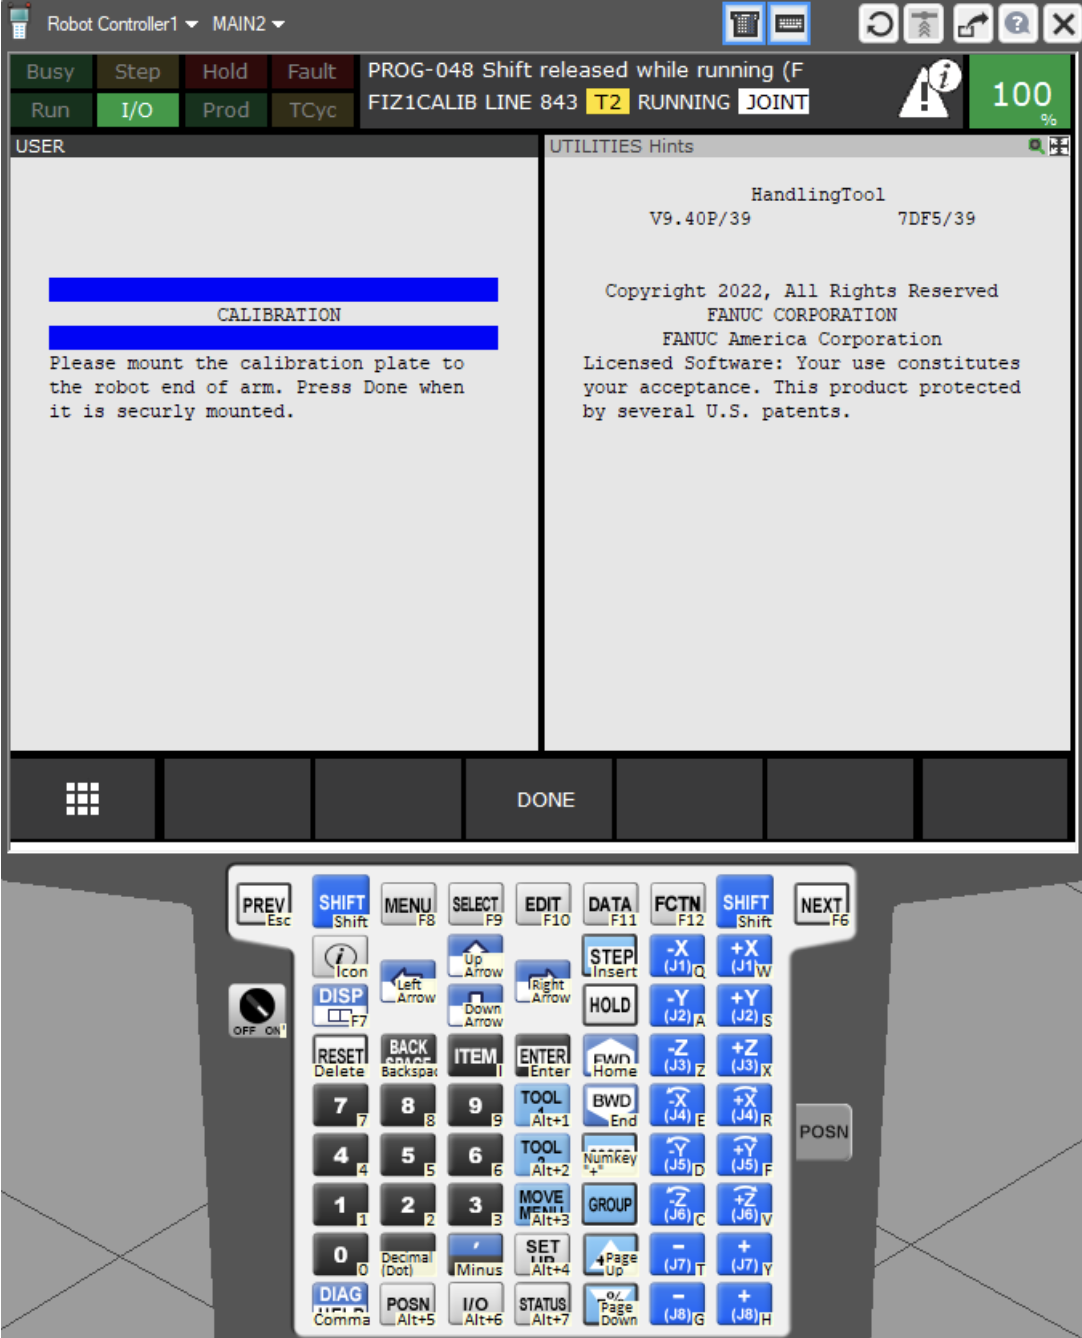 Robot Controller1 MAIN2
Busy Step Hold Fault
Run I/O Prod TCyc
PROG-048 Shift released while running (F
FIZ1CALIB LINE 843 T2 RUNNING JOINT
100
%
USER
CALIBRATION
Please mount the calibration plate to
the robot end of arm. Press Done when
it is securly mounted.
UTILITIES Hints
HandlingTool
V9.40P/39 7DF5/39
Copyright 2022, All Rights Reserved
FANUC CORPORATION
FANUC America Corporation
Licensed Software: Your use constitutes
your acceptance. This product protected
by several U.S. patents.
DONE
PREV Esc SHIFT Shift MENU F8 SELECT F9 EDIT F10 DATA F11 FCTN F12 SHIFT Shift NEXT F6
i Icon Up Arrow STEP Insert -X (J1) Q +X (J1) W
Left Arrow Right Arrow
OFF ON DISP F7 Down Arrow HOLD -Y (J2) A +Y (J2) S
RESET Delete BACK Backspac ITEM I ENTER Enter FWD Home -Z (J3) Z +Z (J3) X
7 7 8 8 9 9 TOOL 1 Alt+1 BWD End -X (J4) E +X (J4) R
POSN
4 4 5 5 6 6 TOOL Alt+2 Numkey "+" -Y (J5) D +Y (J5) F
1 1 2 2 3 3 MOVE MENU Alt+3 GROUP -Z (J6) C +Z (J6) V
0 0 Decimal (Dot) Minus SET UP Alt+4 Page Up - (J7) T + (J7) Y
DIAG HELP Comma POSN Alt+5 I/O Alt+6 STATUS Alt+7 % Page Down - (J8) G + (J8) H